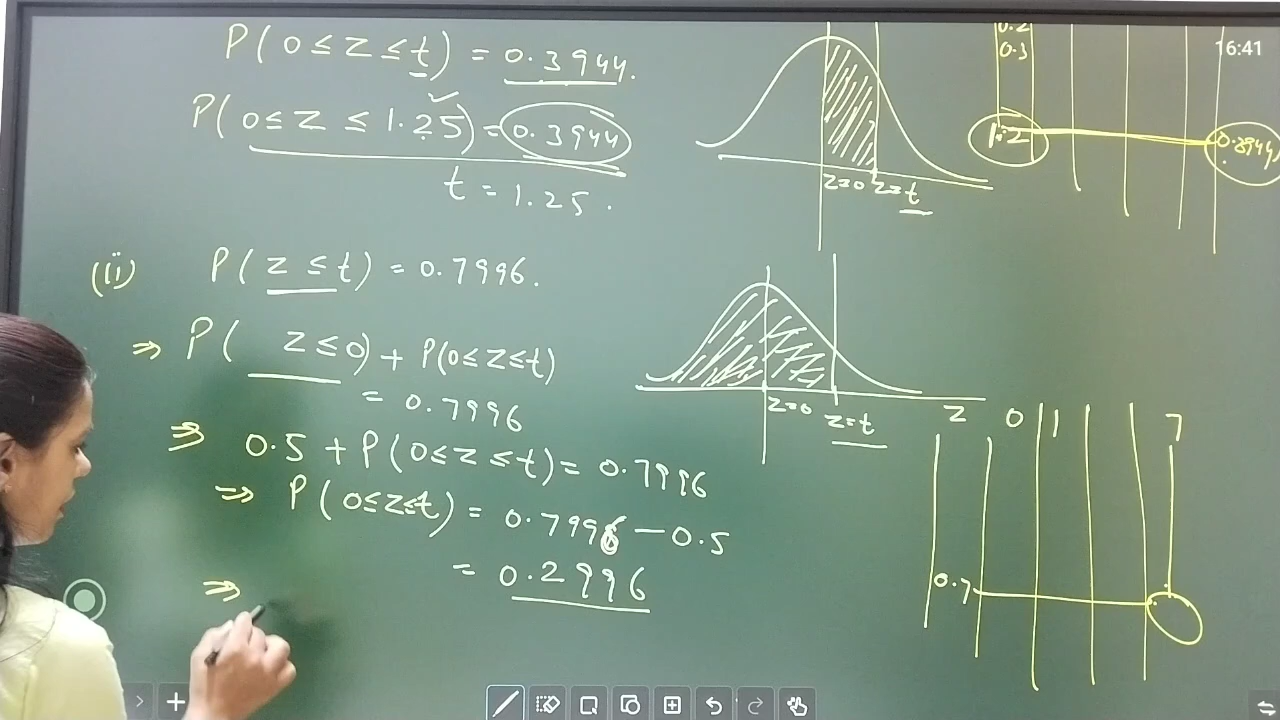 P(0≤z≤t) = 0.3944.
P(0≤z≤1.25) = 0.3944
t = 1.25.
z=0 z=t
0.2
0.3
1.2
0.3944
16:41
(ii) P(z≤t) = 0.7996.
⇒ P(z≤0) + P(0≤z≤t)
= 0.7996
⇒ 0.5 + P(0≤z≤t) = 0.7996
⇒ P(0≤z≤t) = 0.7996 - 0.5
= 0.2996
⇒
z=0 z=t
z 0 1 7
0.7